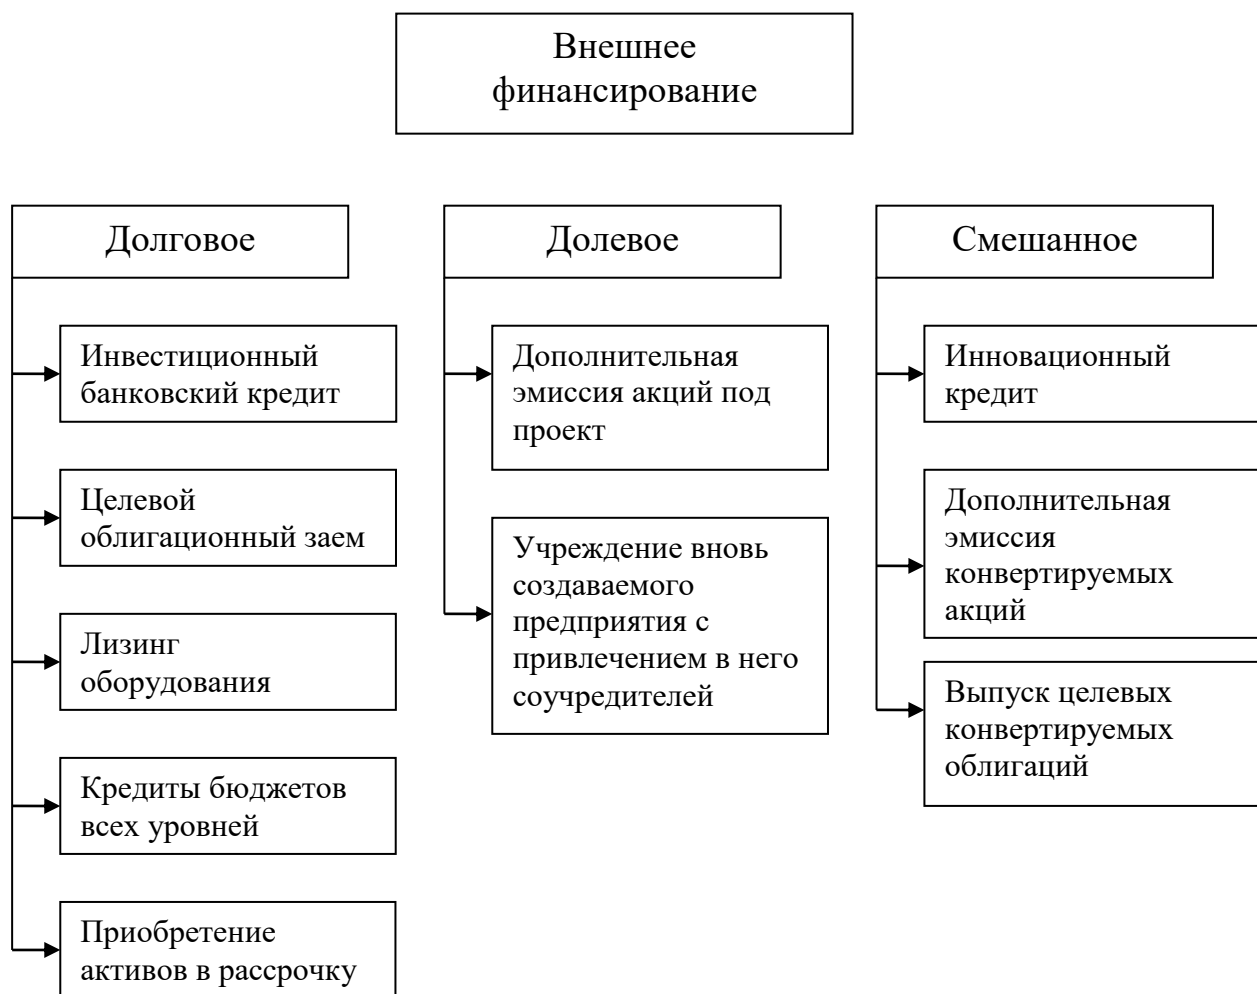 Внешнее
финансирование
Долговое
Инвестиционный
банковский кредит
Целевой
облигационный заем
Лизинг
оборудования
Кредиты бюджетов
всех уровней
Приобретение
активов в рассрочку
Долевое
Дополнительная
эмиссия акций под
проект
Учреждение вновь
создаваемого
предприятия с
привлечением в него
соучредителей
Смешанное
Инновационный
кредит
Дополнительная
эмиссия
конвертируемых
акций
Выпуск целевых
конвертируемых
облигаций